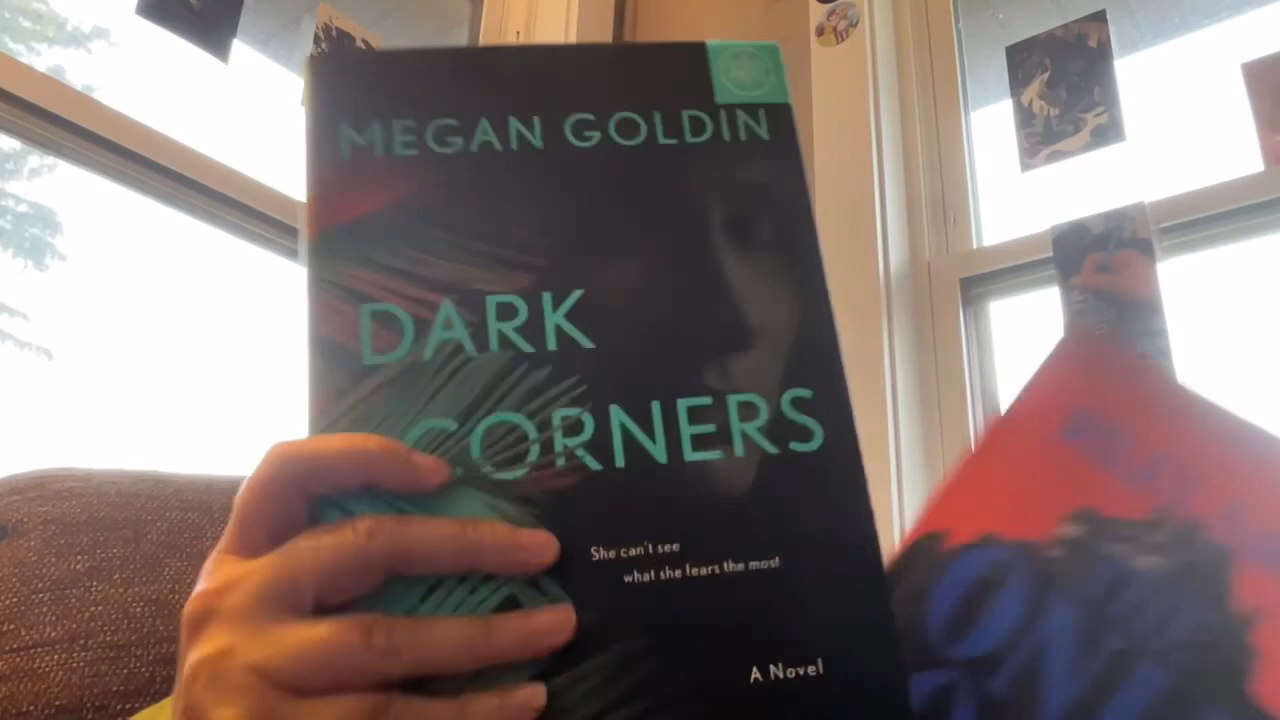 MEGAN GOLDIN
DARK
CORNERS
She can't see
what she fears the most
A Novel